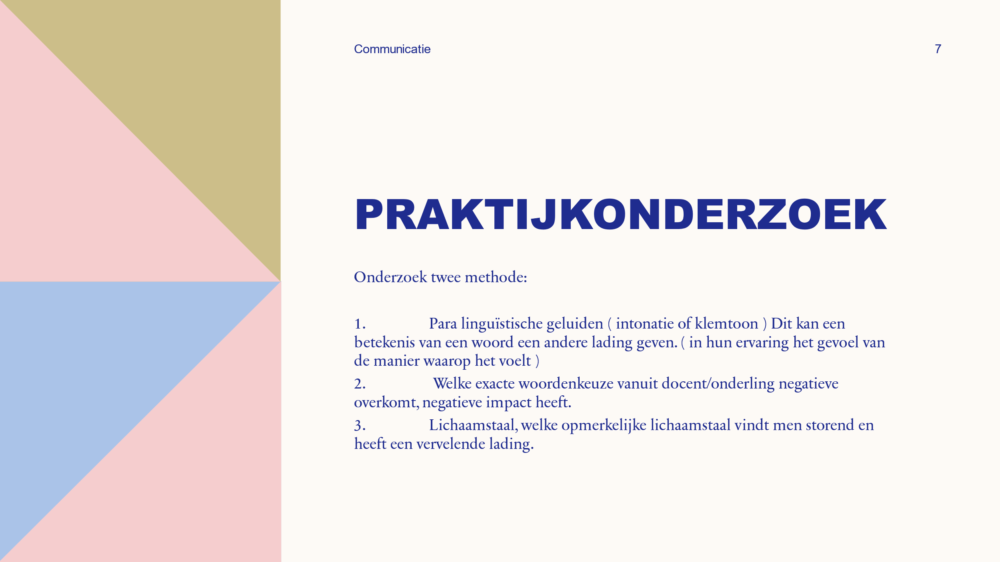 Communicatie
7
PRAKTIJKONDERZOEK
Onderzoek twee methode:
1. Para linguïstische geluiden ( intonatie of klemtoon ) Dit kan een
betekenis van een woord een andere lading geven. ( in hun ervaring het gevoel van
de manier waarop het voelt )
2. Welke exacte woordenkeuze vanuit docent/onderling negatieve
overkomt, negatieve impact heeft.
3. Lichaamstaal, welke opmerkelijke lichaamstaal vindt men storend en
heeft een vervelende lading.